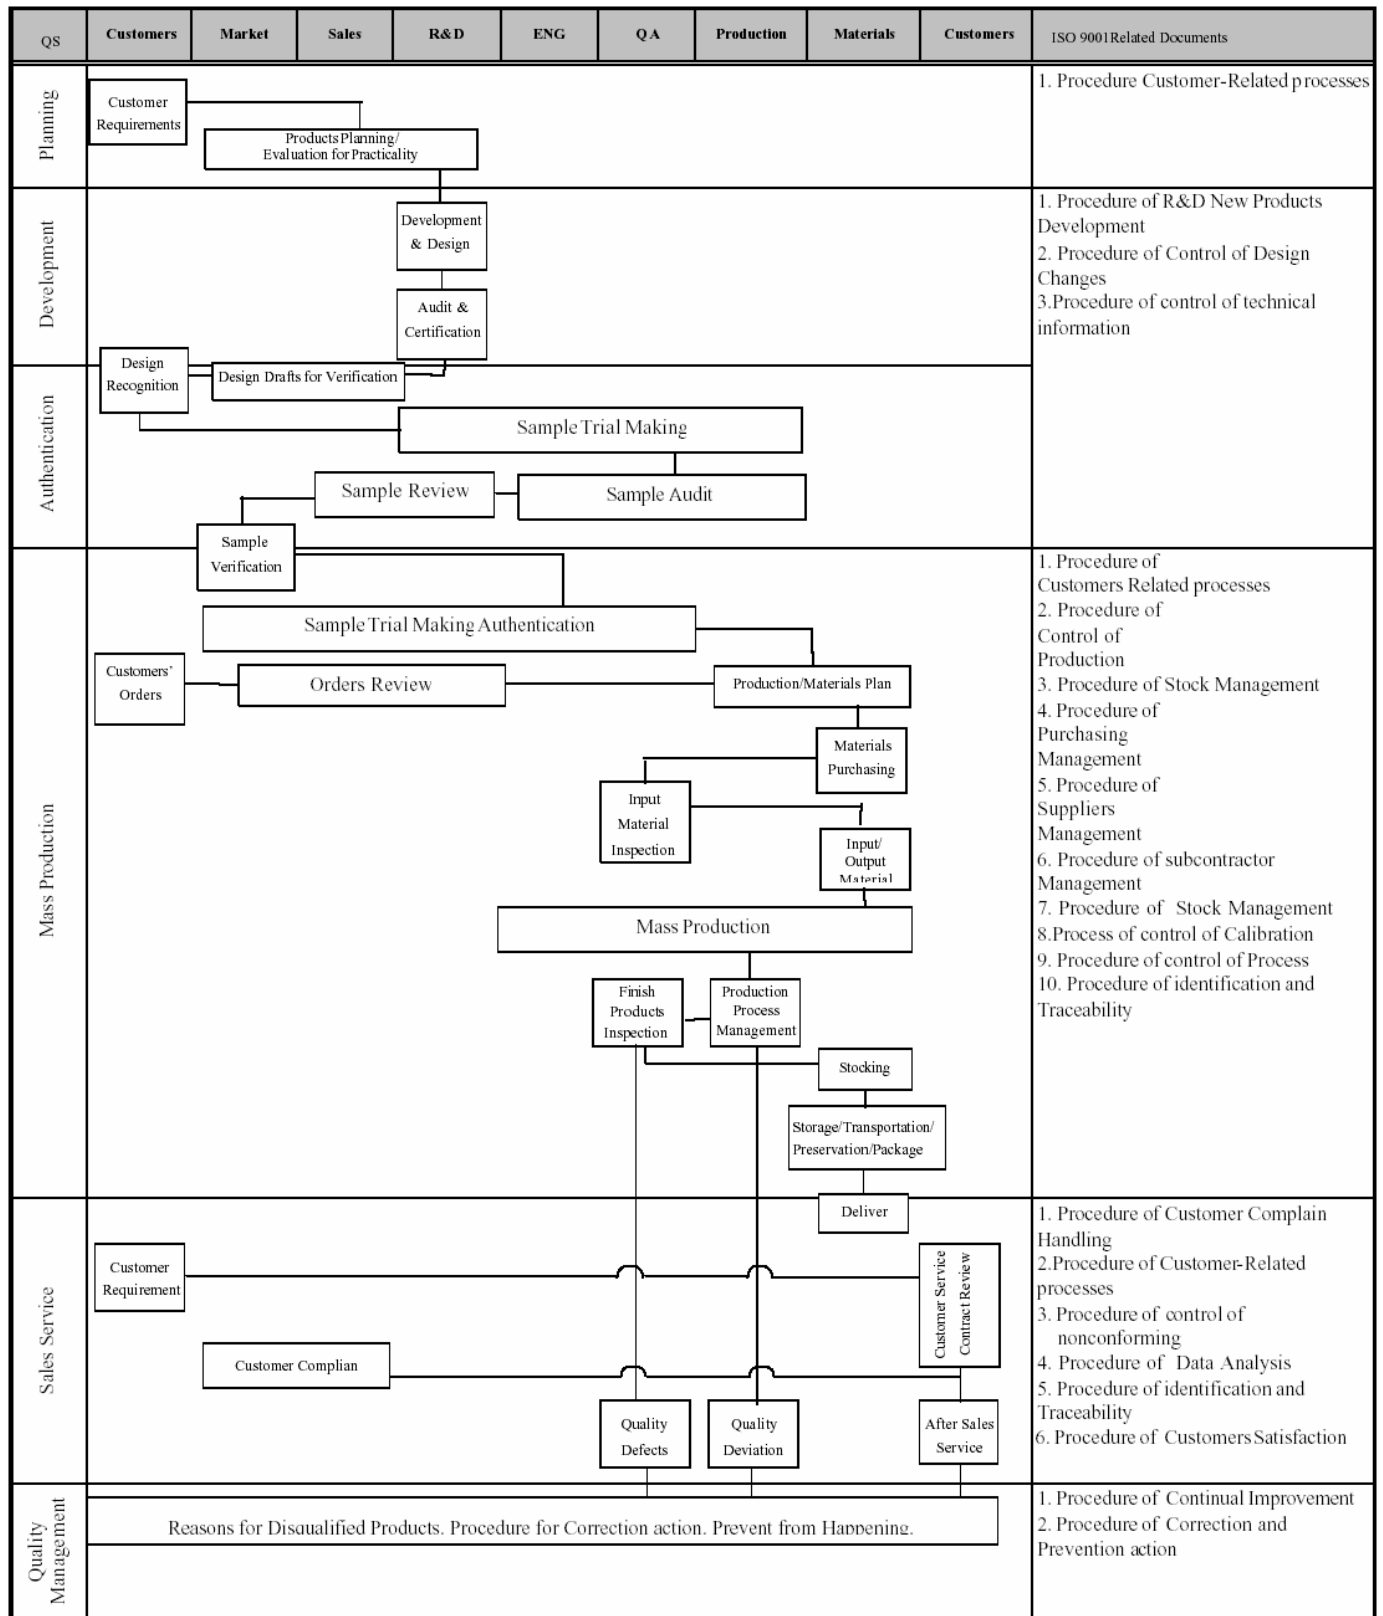 QS
Customers
Market
Sales
R&D
ENG
QA
Production
Materials
Customers
ISO 9001Related Documents
Planning
Customer
Requirements
Products Planning/
Evaluation for Practicality
1. Procedure Customer-Related processes
Development
Development
& Design
Audit &
Certification
1. Procedure of R&D New Products
Development
2. Procedure of Control of Design
Changes
3.Procedure of control of technical
information
Authentication
Design
Recognition
Design Drafts for Verification
Sample Trial Making
Sample Review
Sample Audit
Sample
Verification
Mass Production
Sample Trial Making Authentication
Customers'
Orders
Orders Review
Production/Materials Plan
Materials
Purchasing
Input
Material
Inspection
Input/
Output
Material
Mass Production
Finish
Products
Inspection
Production
Process
Management
Stocking
Storage/Transportation/
Preservation/Package
Deliver
1. Procedure of
Customers Related processes
2. Procedure of
Control of
Production
3. Procedure of Stock Management
4. Procedure of
Purchasing
Management
5. Procedure of
Suppliers
Management
6. Procedure of subcontractor
Management
7. Procedure of Stock Management
8.Process of control of Calibration
9. Procedure of control of Process
10. Procedure of identification and
Traceability
Sales Service
Customer
Requirement
Customer Service
Contract Review
Customer Complian
Quality
Defects
Quality
Deviation
After Sales
Service
1. Procedure of Customer Complain
Handling
2.Procedure of Customer-Related
processes
3. Procedure of control of
nonconforming
4. Procedure of Data Analysis
5. Procedure of identification and
Traceability
6. Procedure of Customers Satisfaction
Quality
Management
Reasons for Disqualified Products. Procedure for Correction action. Prevent from Happening.
1. Procedure of Continual Improvement
2. Procedure of Correction and
Prevention action